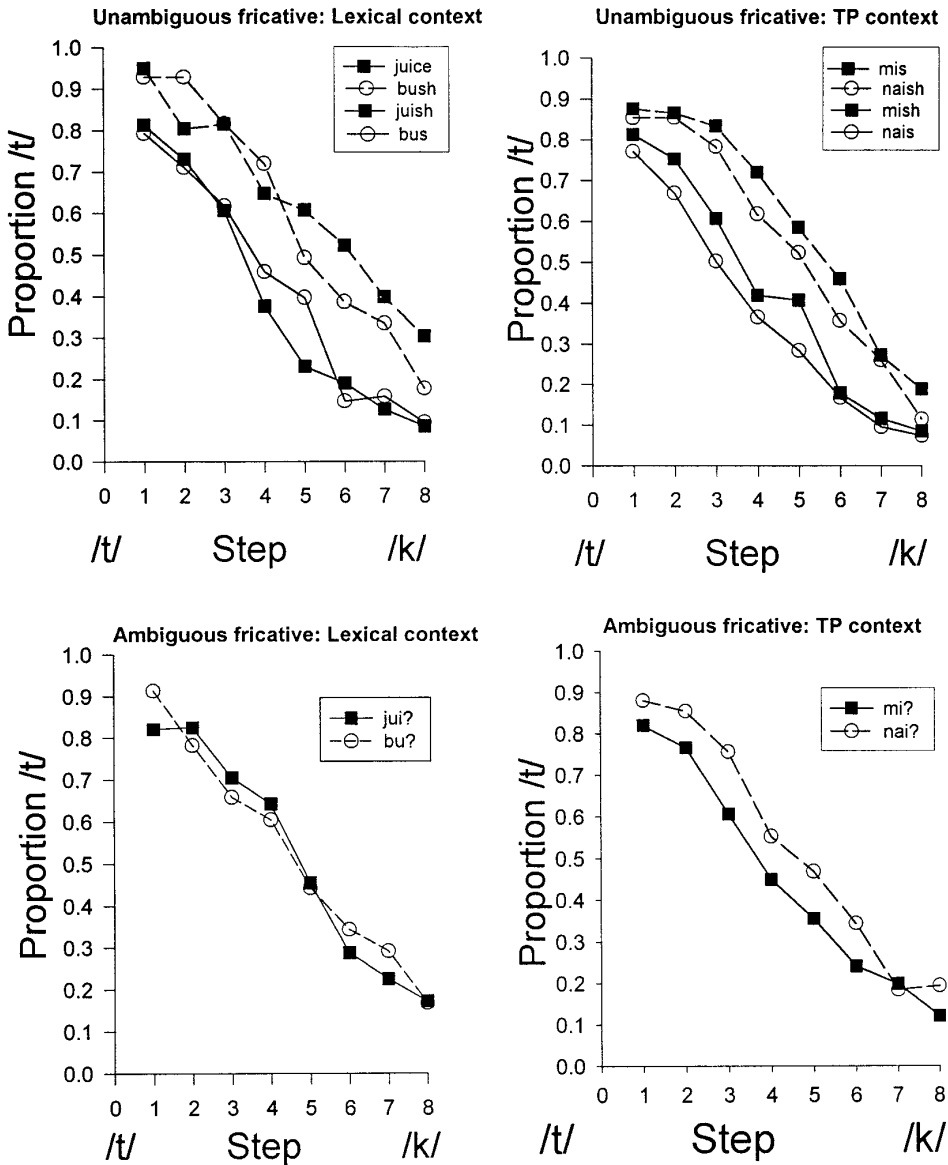 Unambiguous fricative: Lexical context
Proportion /t/
1.0
0.9
0.8
0.7
0.6
0.5
0.4
0.3
0.2
0.1
0.0
juice
bush
juish
bus
0 1 2 3 4 5 6 7 8
/t/ Step /k/
Unambiguous fricative: TP context
Proportion /t/
1.0
0.9
0.8
0.7
0.6
0.5
0.4
0.3
0.2
0.1
0.0
mis
naish
mish
nais
0 1 2 3 4 5 6 7 8
/t/ Step /k/
Ambiguous fricative: Lexical context
Proportion /t/
1.0
0.9
0.8
0.7
0.6
0.5
0.4
0.3
0.2
0.1
0.0
jui?
bu?
0 1 2 3 4 5 6 7 8
/t/ Step /k/
Ambiguous fricative: TP context
Proportion /t/
1.0
0.9
0.8
0.7
0.6
0.5
0.4
0.3
0.2
0.1
0.0
mi?
nai?
0 1 2 3 4 5 6 7 8
/t/ Step /k/